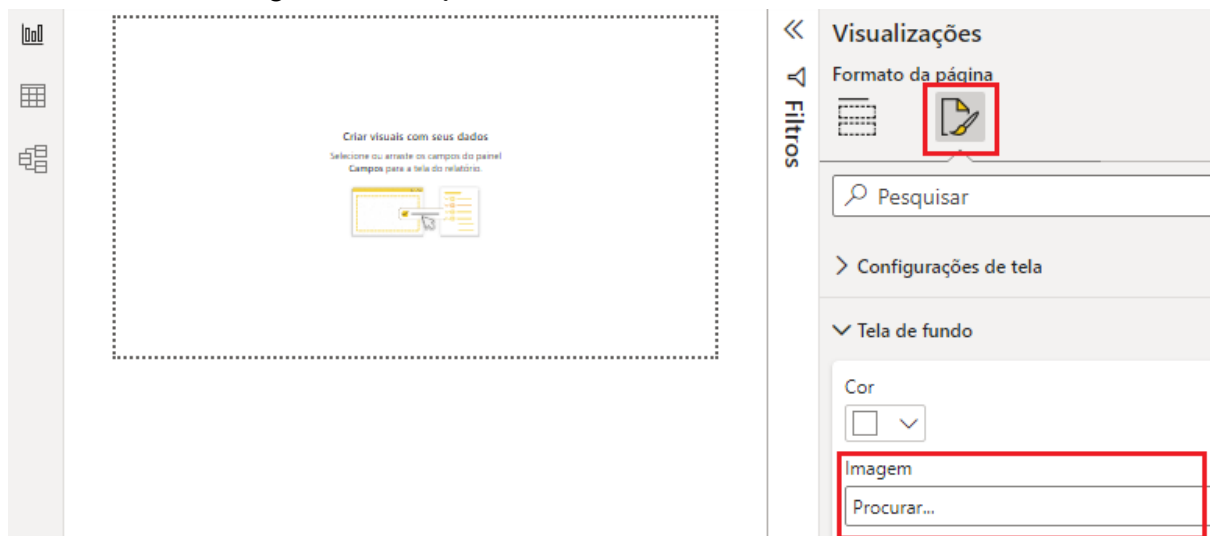 Visualizações
Formato da página
Filtros
Pesquisar
Configurações de tela
Tela de fundo
Cor
Imagem
Procurar...
Criar visuais com seus dados
Selecione ou arraste os campos do painel
Campos para a tela do relatório.